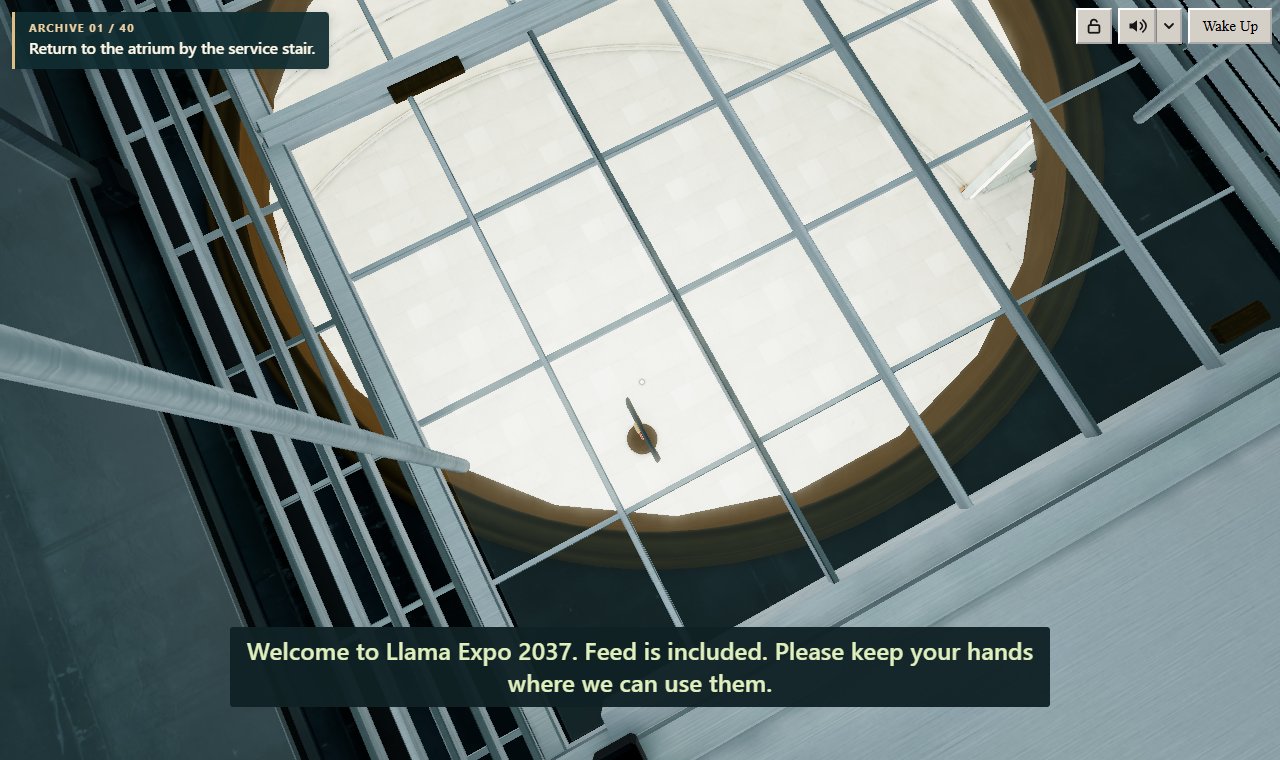 ARCHIVE 01 / 40
Return to the atrium by the service stair.
Wake Up
Welcome to Llama Expo 2037. Feed is included. Please keep your hands
where we can use them.